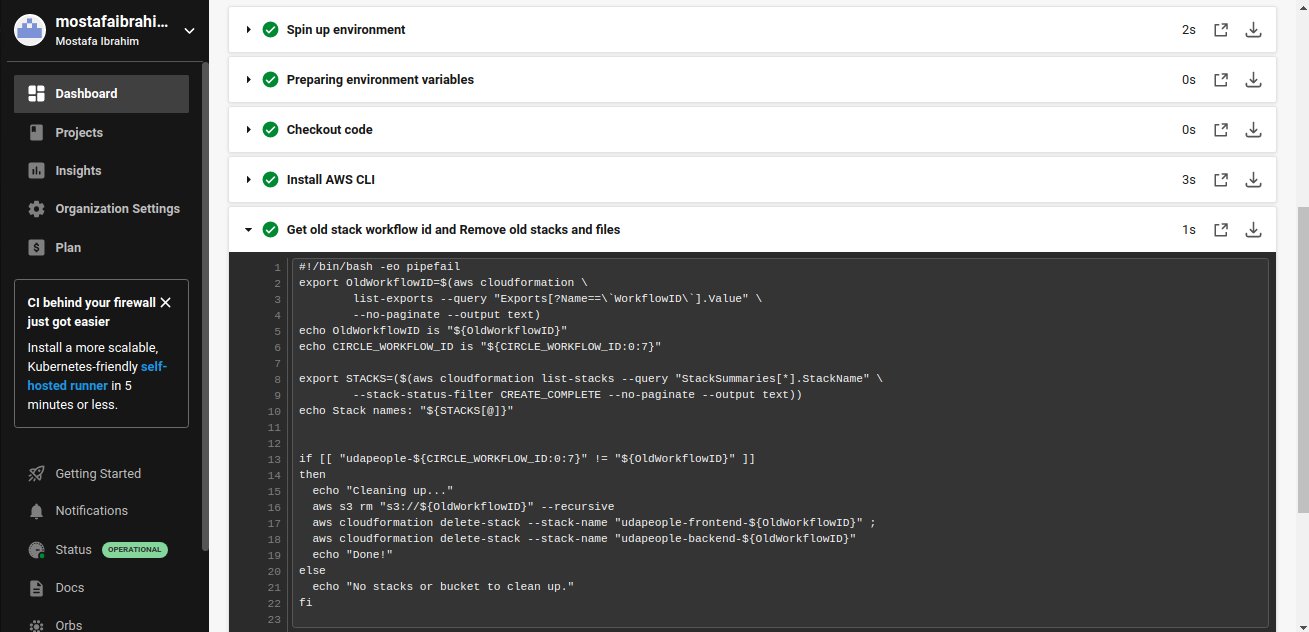 mostafaibrahi...
Mostafa Ibrahim
Dashboard
Projects
Insights
Organization Settings
Plan
CI behind your firewall
just got easier
Install a more scalable,
Kubernetes-friendly self-
hosted runner in 5
minutes or less.
Getting Started
Notifications
Status OPERATIONAL
Docs
Orbs
Spin up environment 2s
Preparing environment variables 0s
Checkout code 0s
Install AWS CLI 3s
Get old stack workflow id and Remove old stacks and files 1s
1 #!/bin/bash -eo pipefail
2 export OldWorkflowID=$(aws cloudformation \
3 list-exports --query "Exports[?Name==\`WorkflowID\`].Value" \
4 --no-paginate --output text)
5 echo OldWorkflowID is "${OldWorkflowID}"
6 echo CIRCLE_WORKFLOW_ID is "${CIRCLE_WORKFLOW_ID:0:7}"
7
8 export STACKS=($(aws cloudformation list-stacks --query "StackSummaries[*].StackName" \
9 --stack-status-filter CREATE_COMPLETE --no-paginate --output text))
10 echo Stack names: "${STACKS[@]}"
11
12
13 if [[ "udapeople-${CIRCLE_WORKFLOW_ID:0:7}" != "${OldWorkflowID}" ]]
14 then
15 echo "Cleaning up..."
16 aws s3 rm "s3://${OldWorkflowID}" --recursive
17 aws cloudformation delete-stack --stack-name "udapeople-frontend-${OldWorkflowID}" ;
18 aws cloudformation delete-stack --stack-name "udapeople-backend-${OldWorkflowID}"
19 echo "Done!"
20 else
21 echo "No stacks or bucket to clean up."
22 fi
23